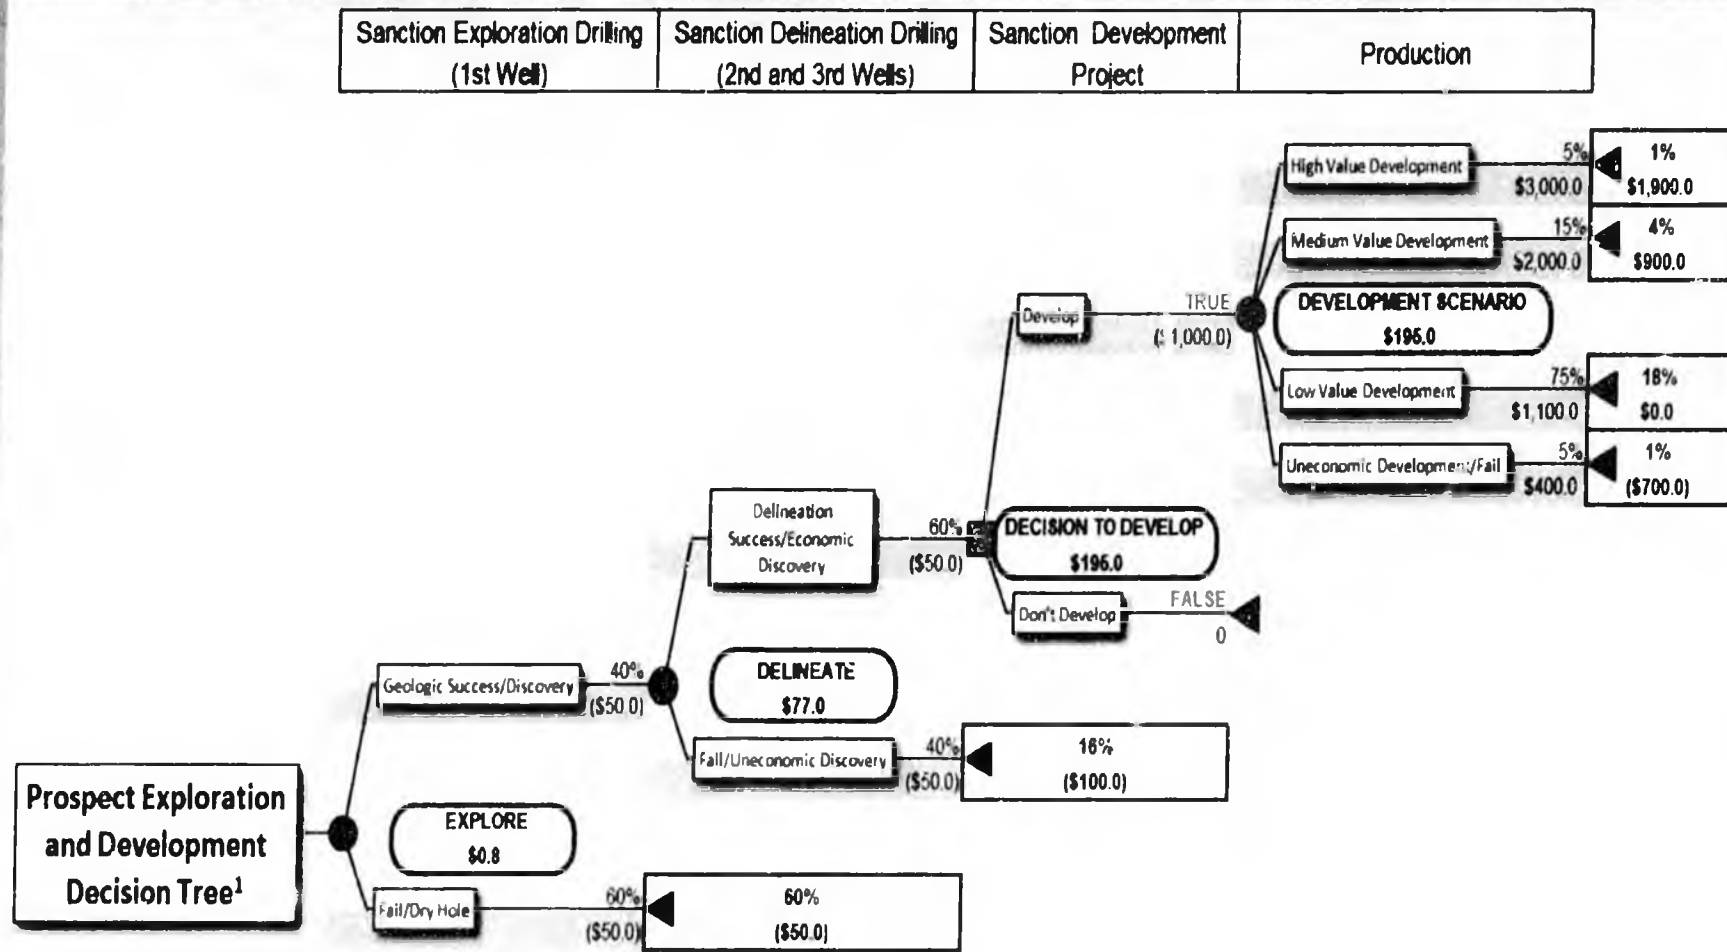 Sanction Exploration Drilling
(1st Well)
Sanction Delineation Drilling
(2nd and 3rd Wells)
Sanction Development
Project
Production
High Value Development
5%
$3,000.0
1%
$1,900.0
Medium Value Development
15%
$2,000.0
4%
$900.0
Develop
TRUE
($1,000.0)
DEVELOPMENT SCENARIO
$195.0
Low Value Development
75%
$1,100.0
18%
$0.0
Uneconomic Development/Fail
5%
$400.0
1%
($700.0)
Delineation
Success/Economic
Discovery
60%
($50.0)
DECISION TO DEVELOP
$195.0
Don't Develop
FALSE
0
Geologic Success/Discovery
40%
($50.0)
DELINEATE
$77.0
Fail/Uneconomic Discovery
40%
($50.0)
16%
($100.0)
Prospect Exploration
and Development
Decision Tree¹
EXPLORE
$0.8
Fail/Dry Hole
60%
($50.0)
60%
($50.0)